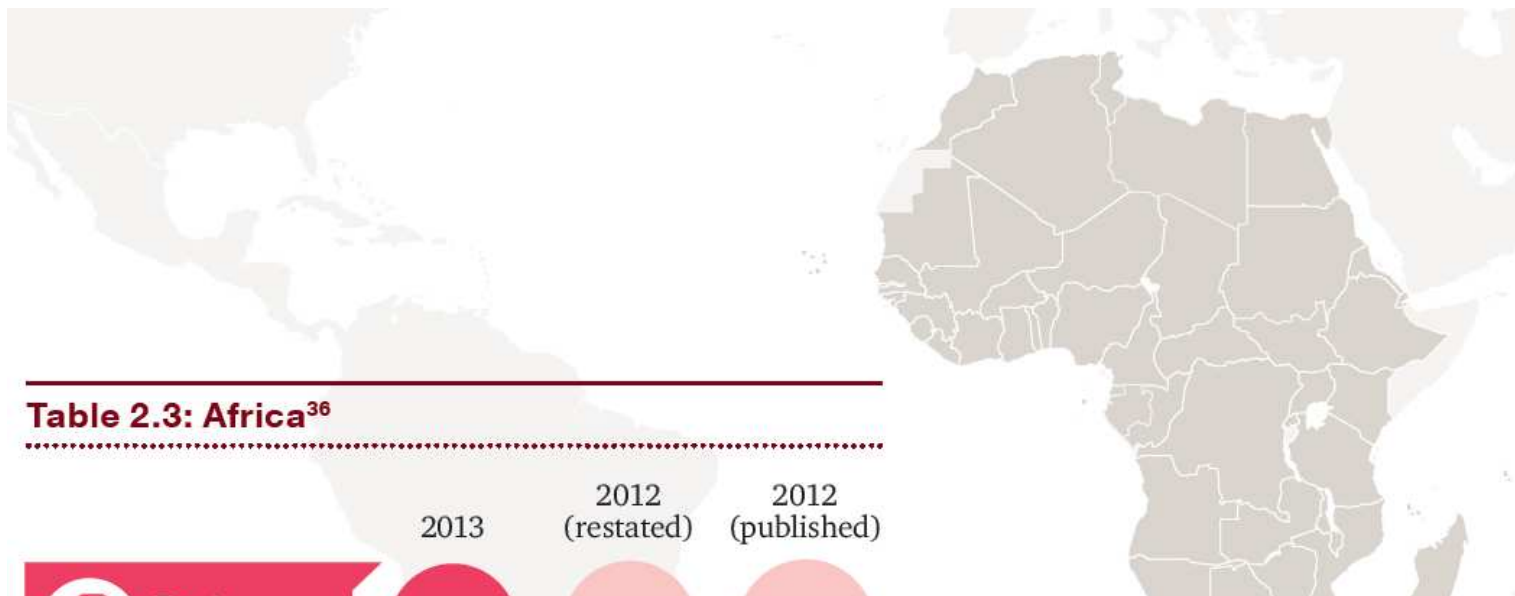 Table 2.3: Africa³⁶
2013
2012
(restated)
2012
(published)